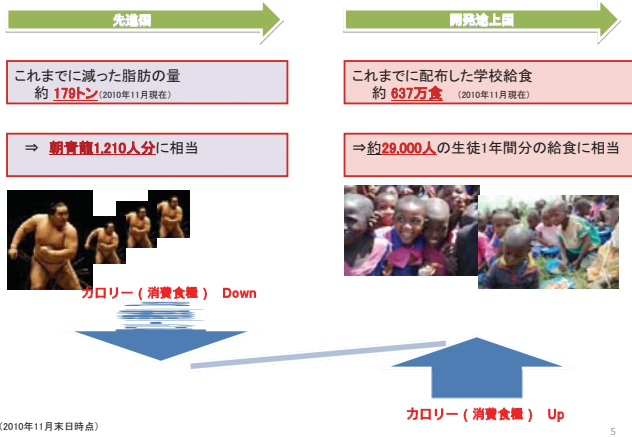 先進国
開発途上国
これまでに減った脂肪の量
約 179トン(2010年11月現在)
これまでに配布した学校給食
約 637万食 (2010年11月現在)
⇒ 朝青龍1,210人分に相当
⇒約29,000人の生徒1年間分の給食に相当
カロリー(消費食糧) Down
カロリー(消費食糧) Up
(2010年11月末日時点)
5